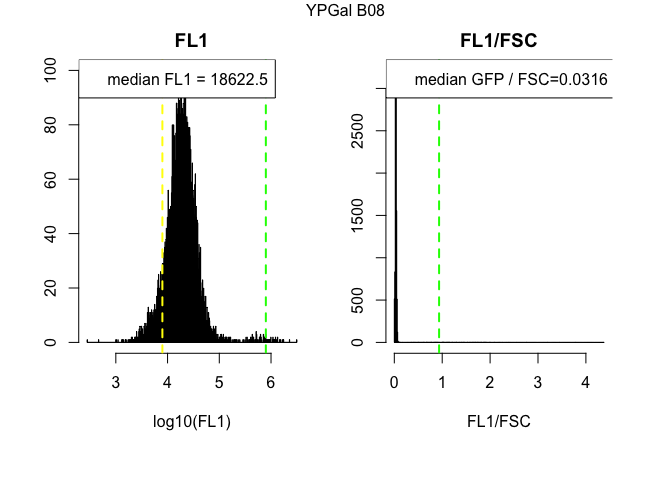 YPGal B08
FL1
median FL1 = 18622.5
0
20
40
60
80
100
3
4
5
6
log10(FL1)
FL1/FSC
median GFP / FSC=0.0316
0
500
1500
2500
0
1
2
3
4
FL1/FSC